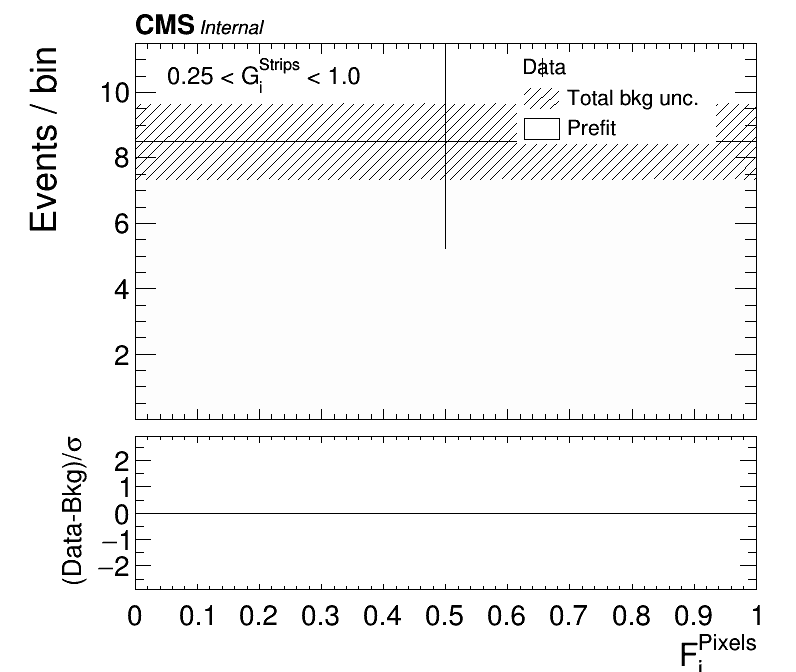 CMS Internal
0.25 < G_i^Strips < 1.0
Data
Total bkg unc.
Prefit
Events / bin
10
8
6
4
2
(Data-Bkg)/σ
2
1
0
−1
−2
0 0.1 0.2 0.3 0.4 0.5 0.6 0.7 0.8 0.9 1
F_i^Pixels